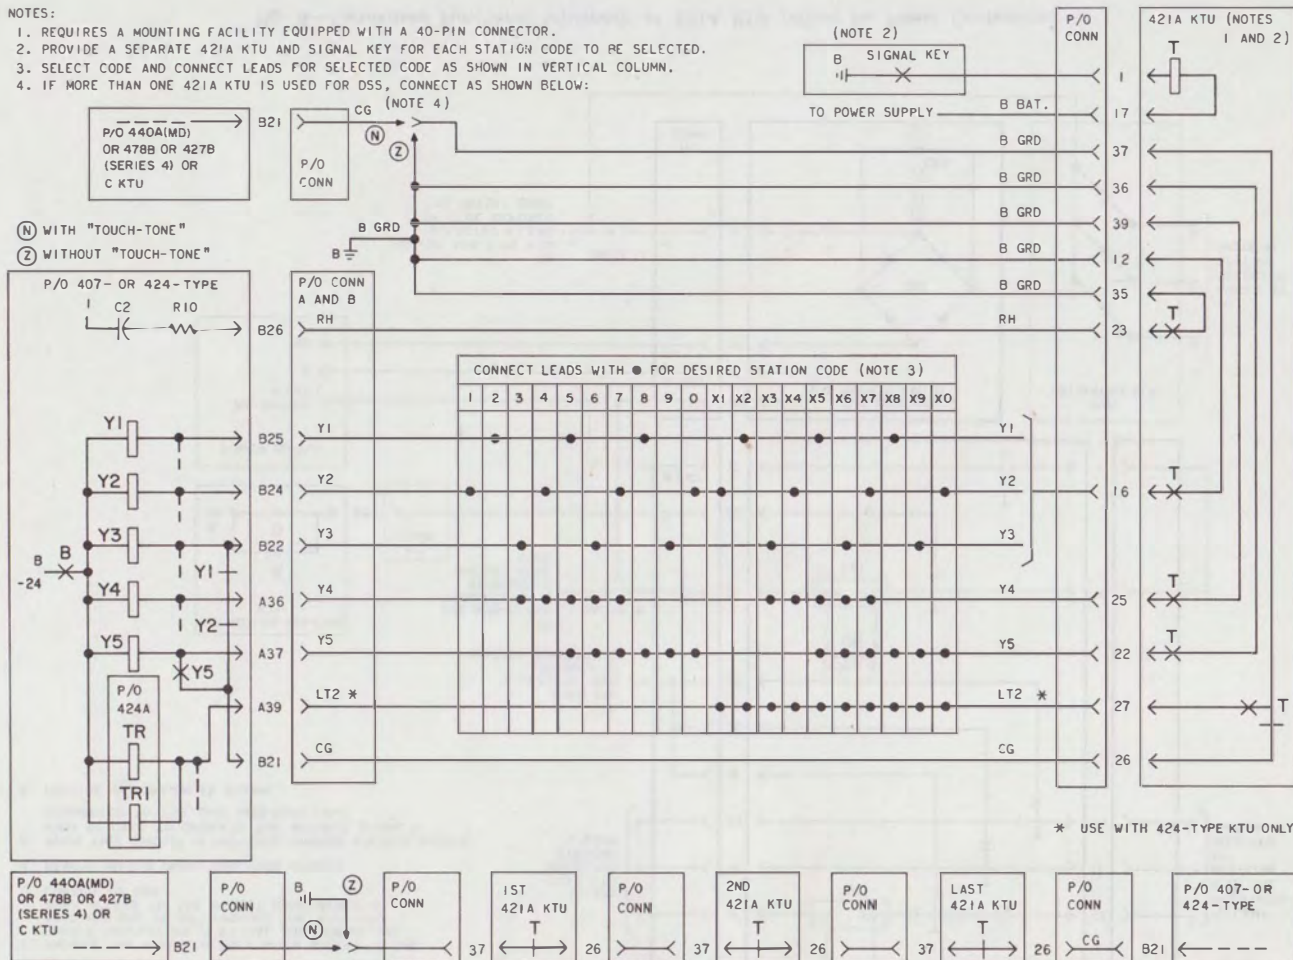 NOTES:
1. REQUIRES A MOUNTING FACILITY EQUIPPED WITH A 40-PIN CONNECTOR.
2. PROVIDE A SEPARATE 421A KTU AND SIGNAL KEY FOR EACH STATION CODE TO BE SELECTED.
3. SELECT CODE AND CONNECT LEADS FOR SELECTED CODE AS SHOWN IN VERTICAL COLUMN.
4. IF MORE THAN ONE 421A KTU IS USED FOR DSS, CONNECT AS SHOWN BELOW:
P/O 440A(MD)
OR 478B OR 427B
(SERIES 4) OR
C KTU
B21
P/O
CONN
CG
(NOTE 4)
N
Z
(NOTE 2)
B SIGNAL KEY
TO POWER SUPPLY
B BAT.
B GRD
B GRD
B GRD
B GRD
B GRD
RH
P/O
CONN
1
17
37
36
39
12
35
23
421A KTU (NOTES
1 AND 2)
T
T
N WITH "TOUCH-TONE"
Z WITHOUT "TOUCH-TONE"
B GRD
B
P/O 407- OR 424-TYPE
C2 R10
B26
P/O CONN
A AND B
RH
CONNECT LEADS WITH ● FOR DESIRED STATION CODE (NOTE 3)
1 2 3 4 5 6 7 8 9 0 X1 X2 X3 X4 X5 X6 X7 X8 X9 X0
Y1 B25 Y1 Y1
Y2 B24 Y2 Y2 16 T
Y3 B22 Y3 Y3
B
-24
B
Y1
Y4 A36 Y4 Y4 25 T
Y2
Y5 A37 Y5 Y5 22 T
Y5
P/O
424A
A39 LT2 * LT2 * 27 T
TR B21 CG CG 26
TR1
* USE WITH 424-TYPE KTU ONLY
P/O 440A(MD)
OR 478B OR 427B
(SERIES 4) OR
C KTU
B21
P/O
CONN
B
N
Z
P/O
CONN
37
1ST
421A KTU
T
26
P/O
CONN
37
2ND
421A KTU
T
26
P/O
CONN
37
LAST
421A KTU
T
26
P/O
CONN
CG
B21
P/O 407- OR
424-TYPE